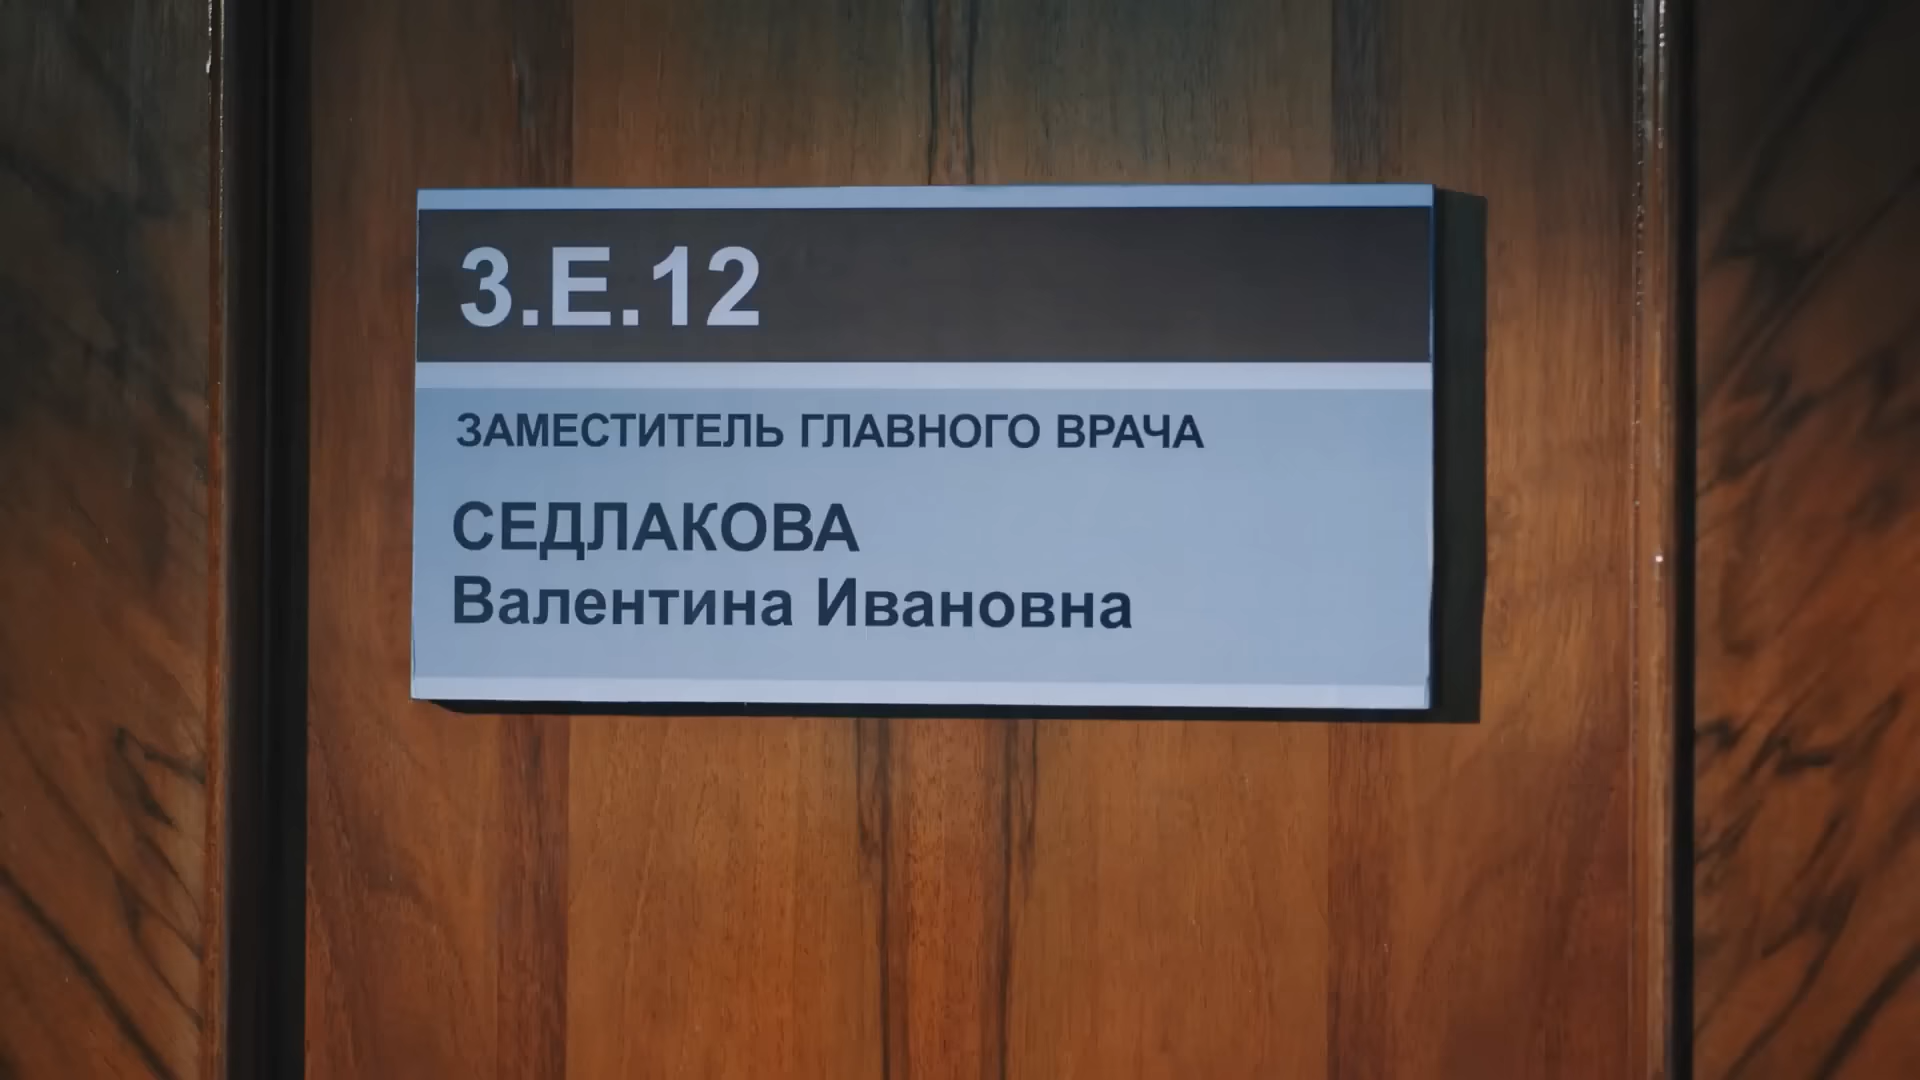 3.Е.12
ЗАМЕСТИТЕЛЬ ГЛАВНОГО ВРАЧА
СЕДЛАКОВА
Валентина Ивановна